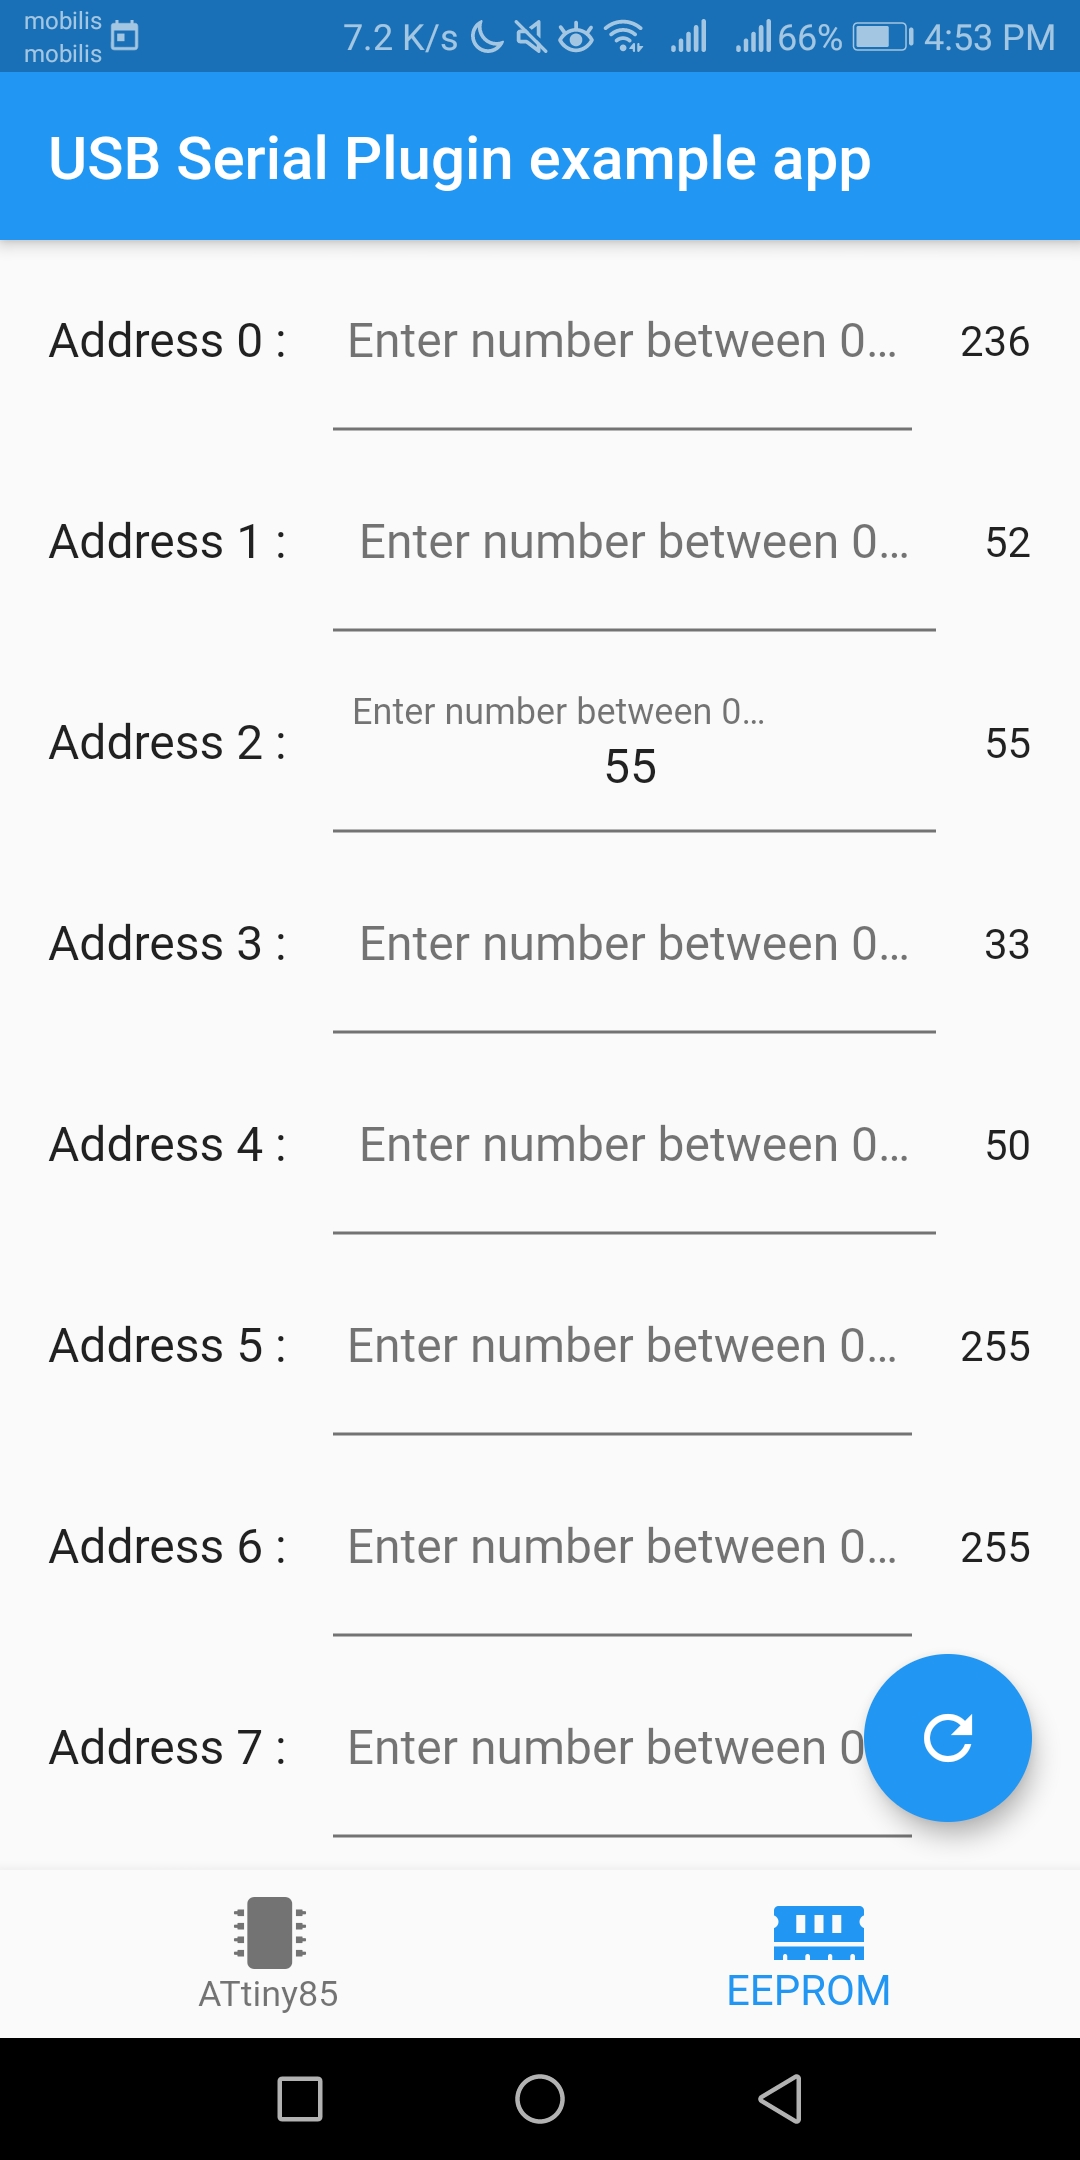 mobilis
mobilis
7.2 K/s 66% 4:53 PM
USB Serial Plugin example app
Address 0 : Enter number between 0… 236
Address 1 : Enter number between 0… 52
Enter number between 0…
Address 2 : 55 55
Address 3 : Enter number between 0… 33
Address 4 : Enter number between 0… 50
Address 5 : Enter number between 0… 255
Address 6 : Enter number between 0… 255
Address 7 : Enter number between 0
ATtiny85 EEPROM